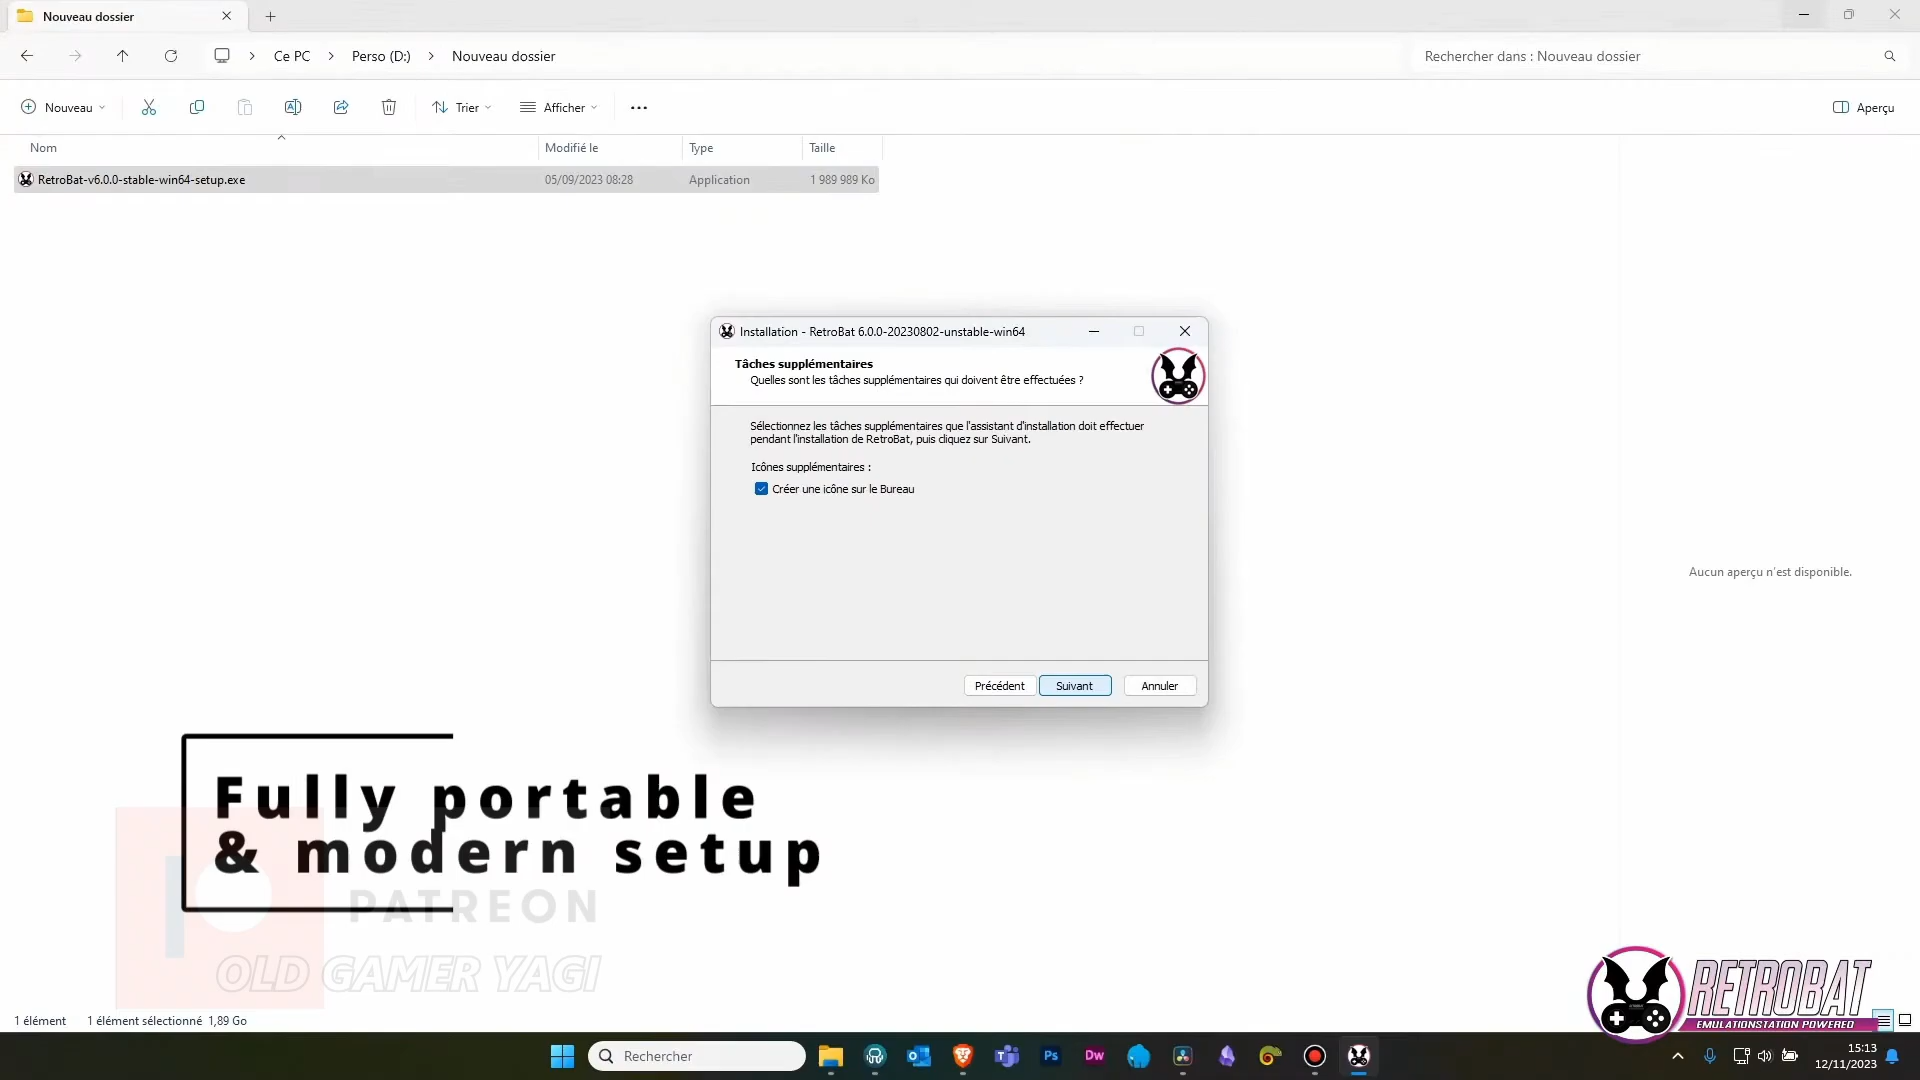 Nouveau dossier
Ce PC
Perso (D:)
Nouveau dossier
Rechercher dans : Nouveau dossier
Nouveau
Trier
Afficher
Aperçu
Nom
Modifié le
Type
Taille
RetroBat-v6.0.0-stable-win64-setup.exe
05/09/2023 08:28
Application
1 989 989 Ko
Installation - RetroBat 6.0.0-20230802-unstable-win64
Tâches supplémentaires
Quelles sont les tâches supplémentaires qui doivent être effectuées ?
Sélectionnez les tâches supplémentaires que l'assistant d'installation doit effectuer
pendant l'installation de RetroBat, puis cliquez sur Suivant.
Icônes supplémentaires :
Créer une icône sur le Bureau
Aucun aperçu n'est disponible.
Précédent
Suivant
Annuler
Fully portable
& modern setup
PATREON
OLD GAMER YAGI
RETROBAT
EMULATIONSTATION POWERED
1 élément
1 élément sélectionné 1,89 Go
Rechercher
Ps
Dw
15:13
12/11/2023